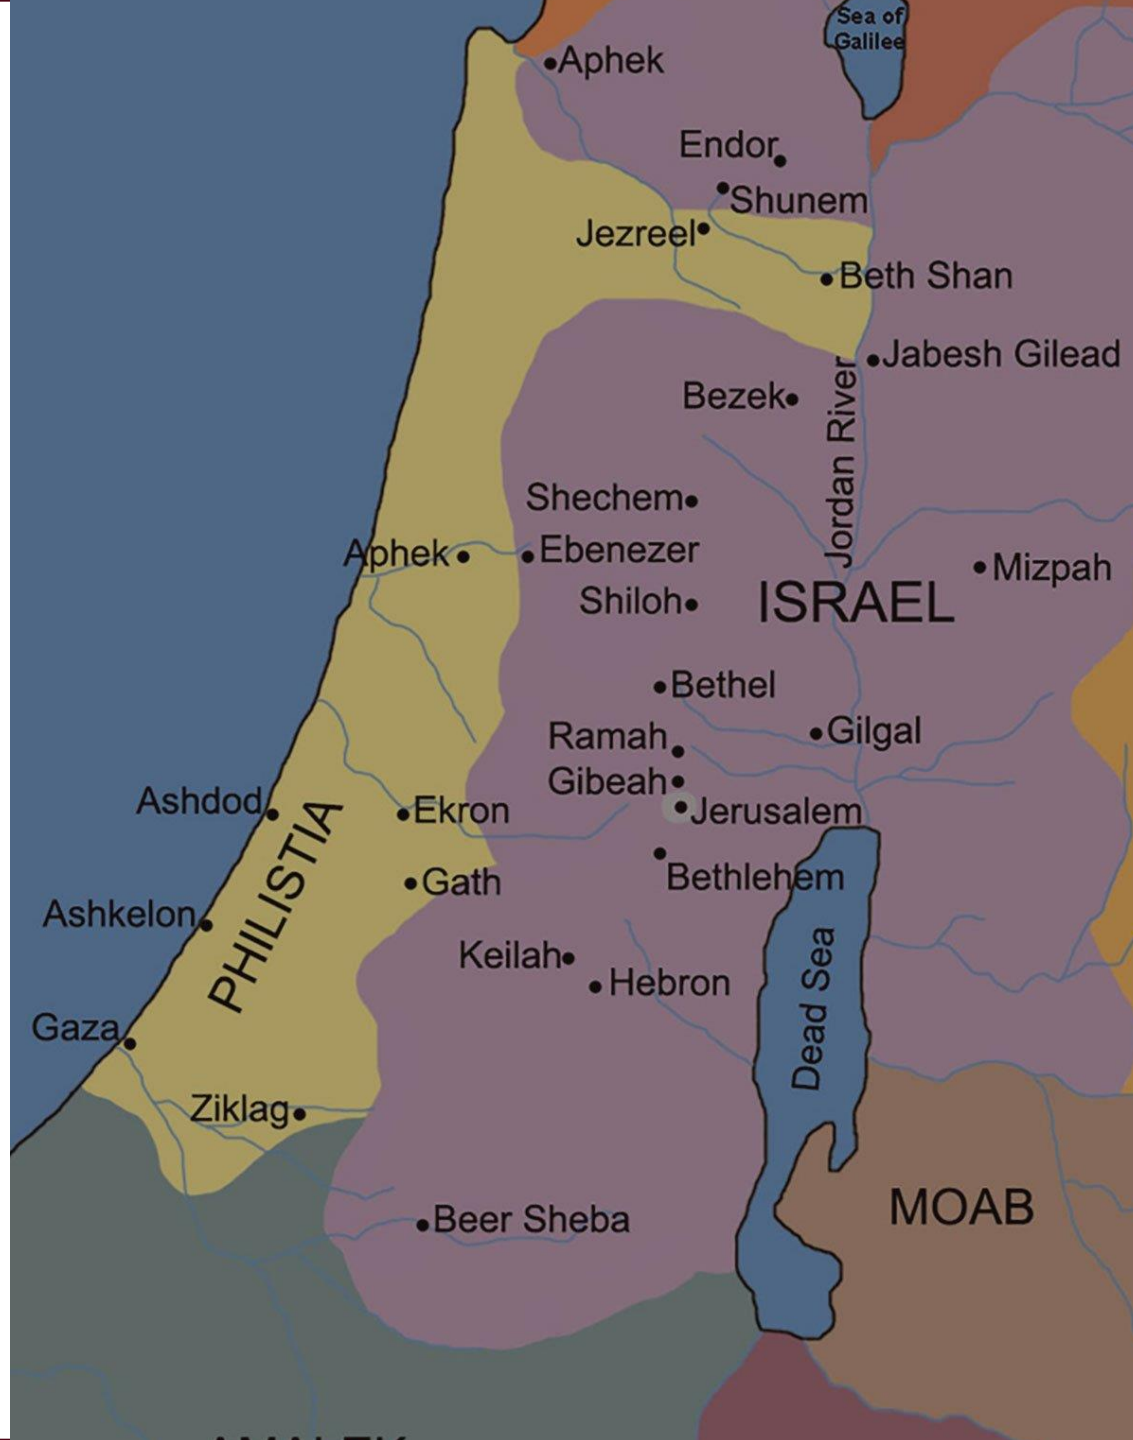 Sea of
Galilee
Aphek
Endor
Shunem
Jezreel
Beth Shan
Jabesh Gilead
Jordan River
Bezek
Shechem
Aphek
Ebenezer
Mizpah
Shiloh
ISRAEL
Bethel
Gilgal
Ramah
Gibeah
Ashdod
Ekron
Jerusalem
PHILISTIA
Bethlehem
Gath
Ashkelon
Keilah
Hebron
Dead Sea
Gaza
Ziklag
MOAB
Beer Sheba